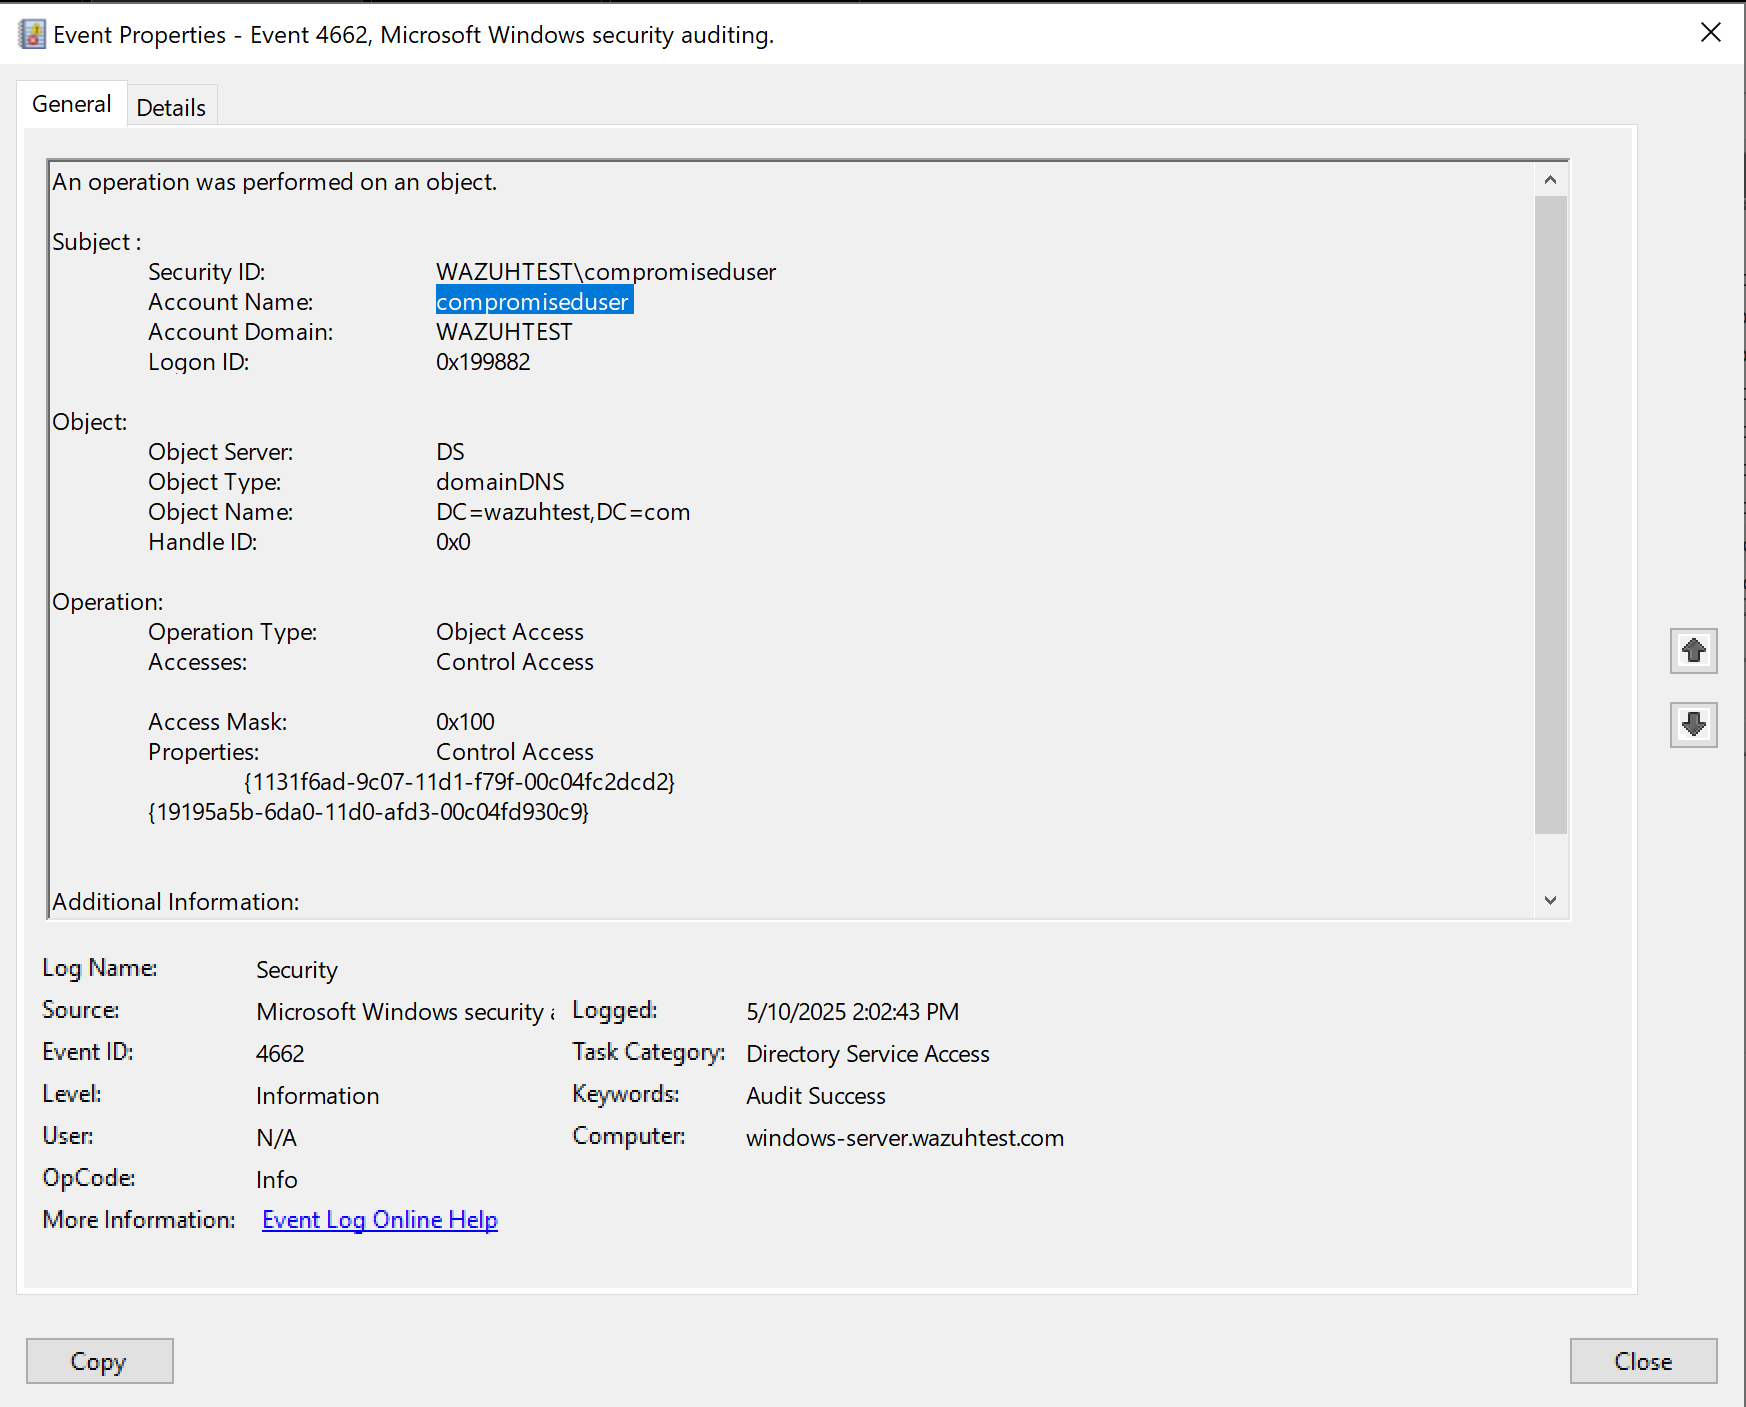 Event Properties - Event 4662, Microsoft Windows security auditing.
General
Details
An operation was performed on an object.
Subject :
Security ID: WAZUHTEST\compromiseduser
Account Name: compromiseduser
Account Domain: WAZUHTEST
Logon ID: 0x199882
Object:
Object Server: DS
Object Type: domainDNS
Object Name: DC=wazuhtest,DC=com
Handle ID: 0x0
Operation:
Operation Type: Object Access
Accesses: Control Access
Access Mask: 0x100
Properties: Control Access
{1131f6ad-9c07-11d1-f79f-00c04fc2dcd2}
{19195a5b-6da0-11d0-afd3-00c04fd930c9}
Additional Information:
Log Name: Security
Source: Microsoft Windows security Logged: 5/10/2025 2:02:43 PM
Event ID: 4662 Task Category: Directory Service Access
Level: Information Keywords: Audit Success
User: N/A Computer: windows-server.wazuhtest.com
OpCode: Info
More Information: Event Log Online Help
Copy
Close